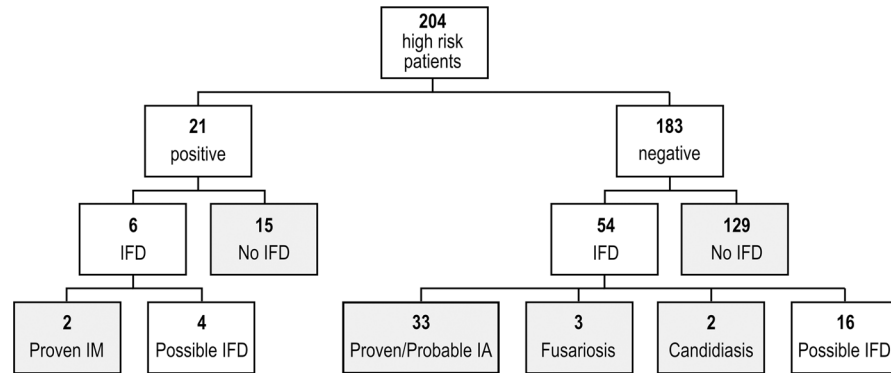 204
high risk
patients
21
positive
183
negative
6
IFD
15
No IFD
54
IFD
129
No IFD
2
Proven IM
4
Possible IFD
33
Proven/Probable IA
3
Fusariosis
2
Candidiasis
16
Possible IFD